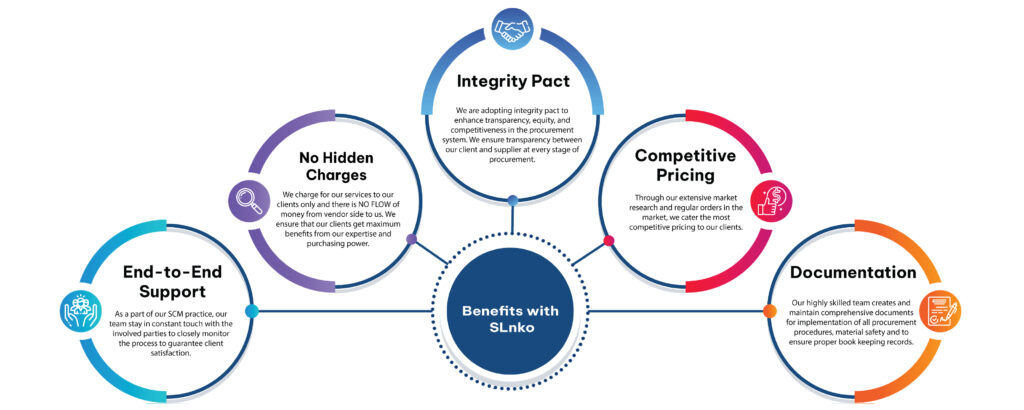 Integrity Pact
We are adopting integrity pact to
enhance transparency, equity, and
competitiveness in the procurement
system. We ensure transparency between
our client and supplier at every stage of
procurement.
No Hidden
Charges
We charge for our services to our
clients only and there is NO FLOW of
money from vendor side to us. We
ensure that our clients get maximum
benefits from our expertise and
purchasing power.
Competitive
Pricing
Through our extensive market
research and regular orders in the
market, we cater the most
competitive pricing to our clients.
End-to-End
Support
As a part of our SCM practice, our
team stay in constant touch with the
involved parties to closely monitor
the process to guarantee client
satisfaction.
Benefits with
SLnko
Documentation
Our highly skilled team creates and
maintain comprehensive documents
for implementation of all procurement
procedures, material safety and to
ensure proper book keeping records.